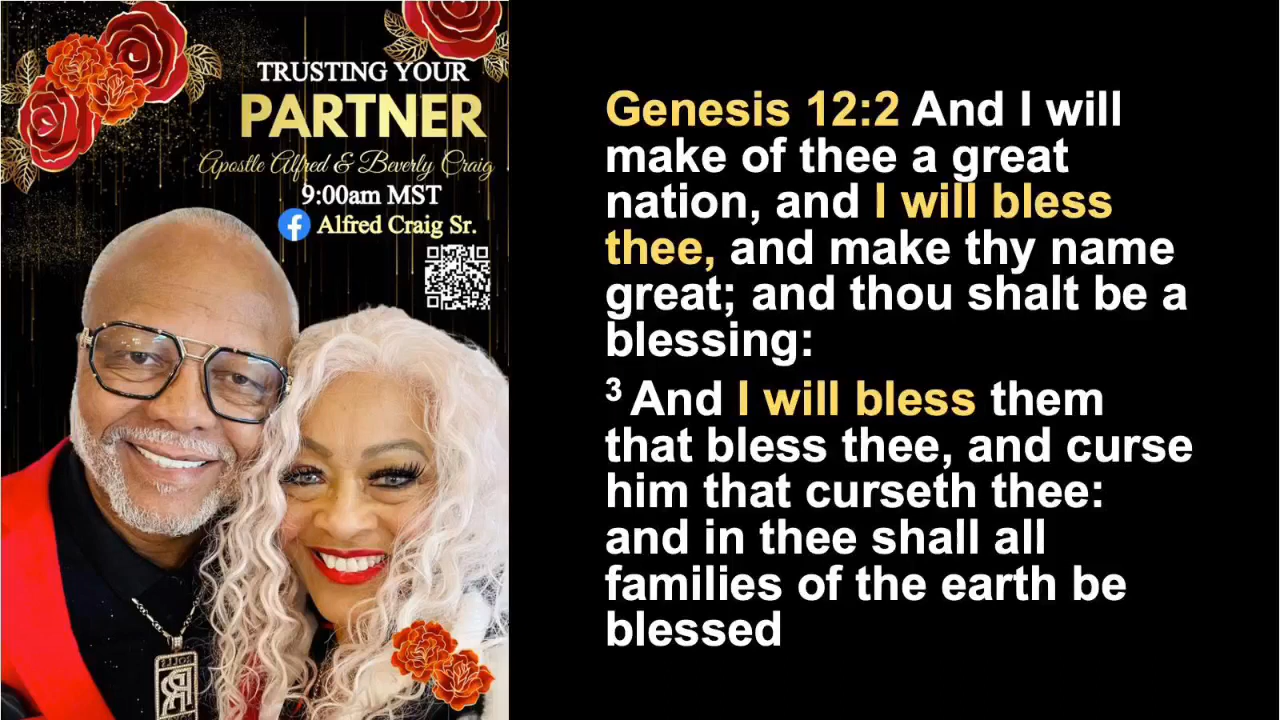 TRUSTING YOUR
PARTNER
Apostle Alfred & Beverly Craig
9:00am MST
Alfred Craig Sr.
Genesis 12:2 And I will
make of thee a great
nation, and I will bless
thee, and make thy name
great; and thou shalt be a
blessing:
3 And I will bless them
that bless thee, and curse
him that curseth thee:
and in thee shall all
families of the earth be
blessed